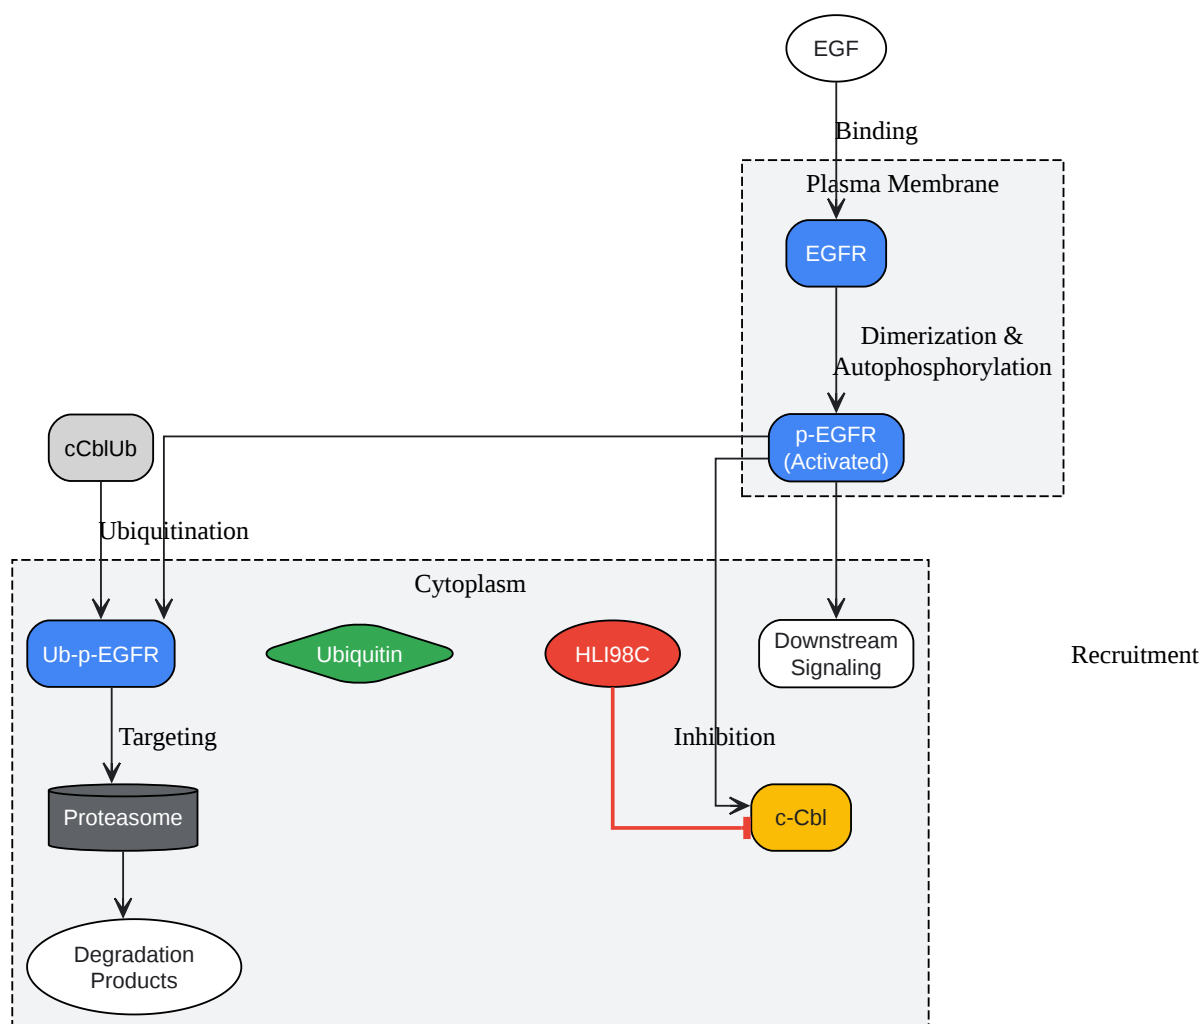 EGF
Binding
Plasma Membrane
EGFR
Dimerization &
Autophosphorylation
p-EGFR
(Activated)
cCblUb
Ubiquitination
Cytoplasm
Ub-p-EGFR
Ubiquitin
HLI98C
Downstream
Signaling
Recruitment
Targeting
Inhibition
Proteasome
c-Cbl
Degradation
Products